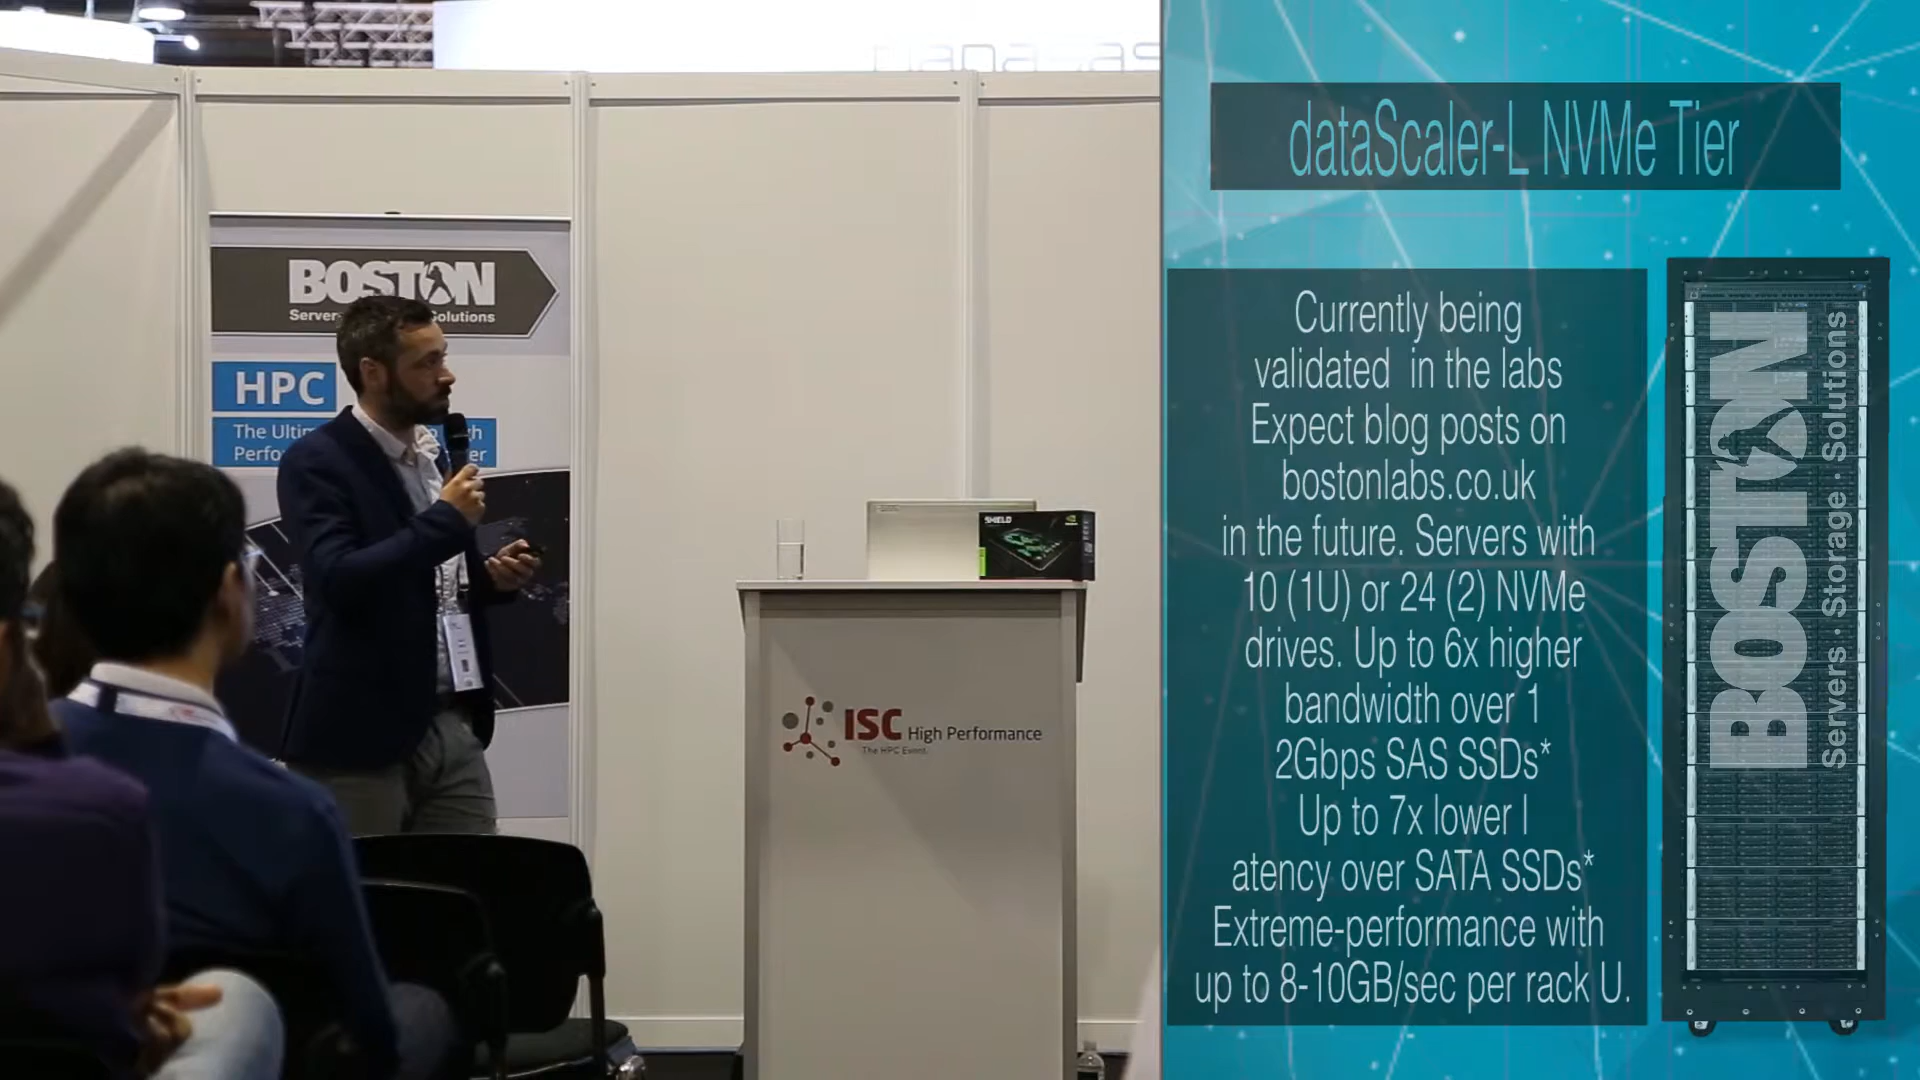 BOSTON
Servers Solutions
HPC
SHIELD
ISC High Performance
The HPC Event.
dataScaler-L NVMe Tier
Currently being
validated in the labs
Expect blog posts on
bostonlabs.co.uk
in the future. Servers with
10 (1U) or 24 (2) NVMe
drives. Up to 6x higher
bandwidth over 1
2Gbps SAS SSDs*
Up to 7x lower l
atency over SATA SSDs*
Extreme-performance with
up to 8-10GB/sec per rack U.
BOSTON
Servers · Storage · Solutions